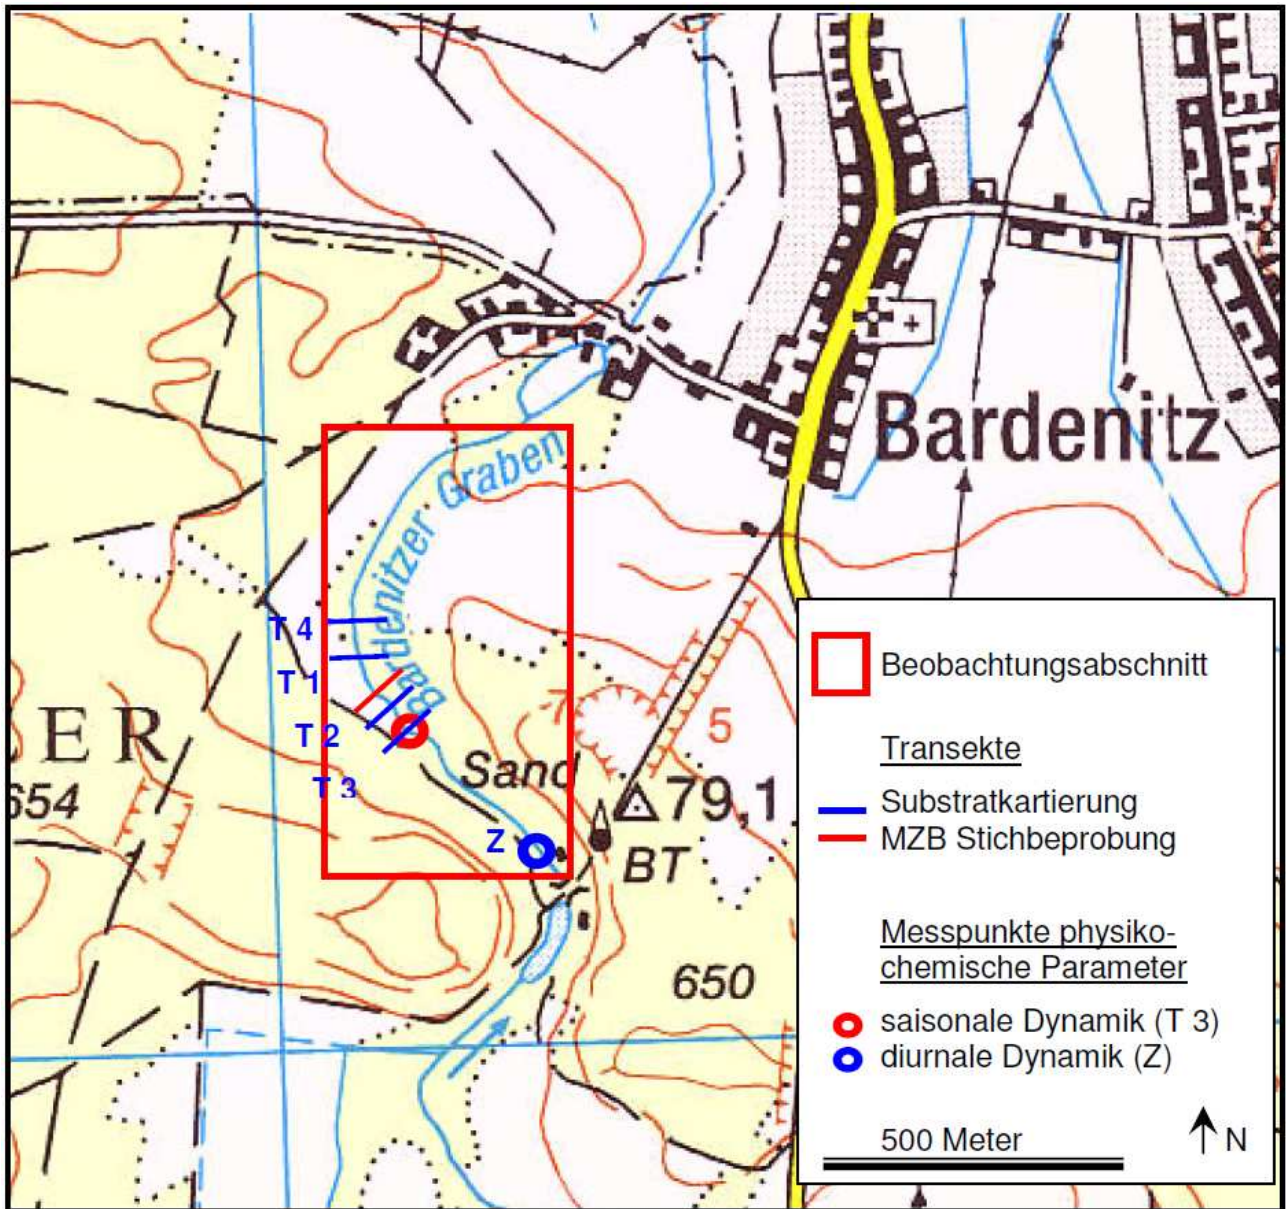 Bardenitz
Bardenitzer Graben
T 4
T 1
T 2
T 3
ER
654
Sand
5
79,1
Z
BT
650
Beobachtungsabschnitt
Transekte
Substratkartierung
MZB Stichbeprobung
Messpunkte physiko-
chemische Parameter
saisonale Dynamik (T 3)
diurnale Dynamik (Z)
500 Meter
N